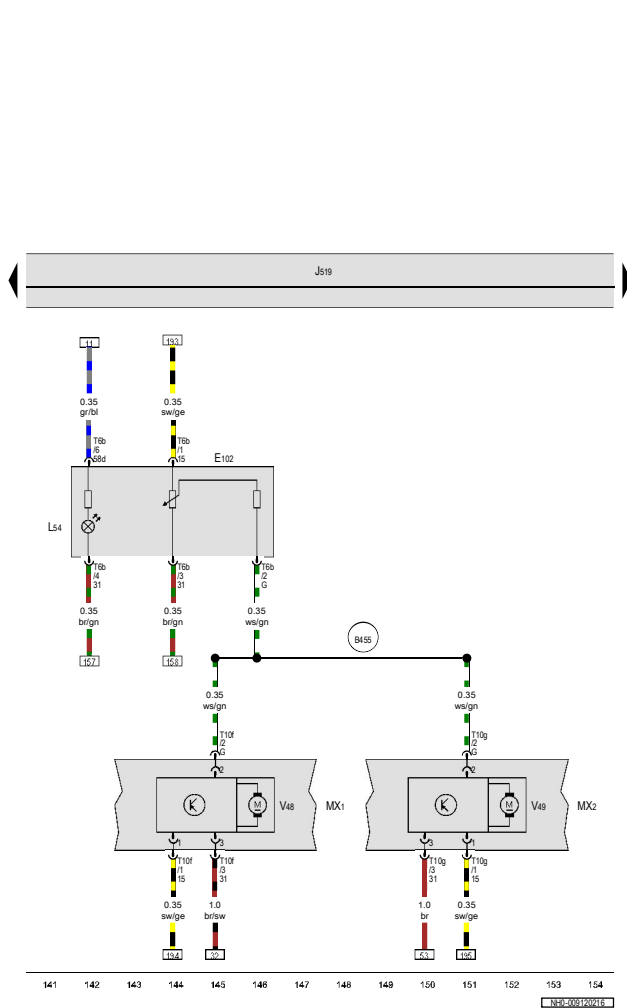 J519
11
193
0.35
gr/bl
0.35
sw/ge
T6b
/6
58d
T6b
/1
15
E102
L54
T6b
/4
31
T6b
/3
31
T6b
/2
G
0.35
br/gn
0.35
br/gn
0.35
ws/gn
157
158
B455
0.35
ws/gn
0.35
ws/gn
T10f
/2
G
T10g
/2
G
2
2
K
M
V48
MX1
K
M
V49
MX2
1
3
3
1
T10f
/1
15
T10f
/3
31
T10g
/3
31
T10g
/1
15
0.35
sw/ge
1.0
br/sw
1.0
br
0.35
sw/ge
194
32
53
195
141 142 143 144 145 146 147 148 149 150 151 152 153 154
NH0-009120216